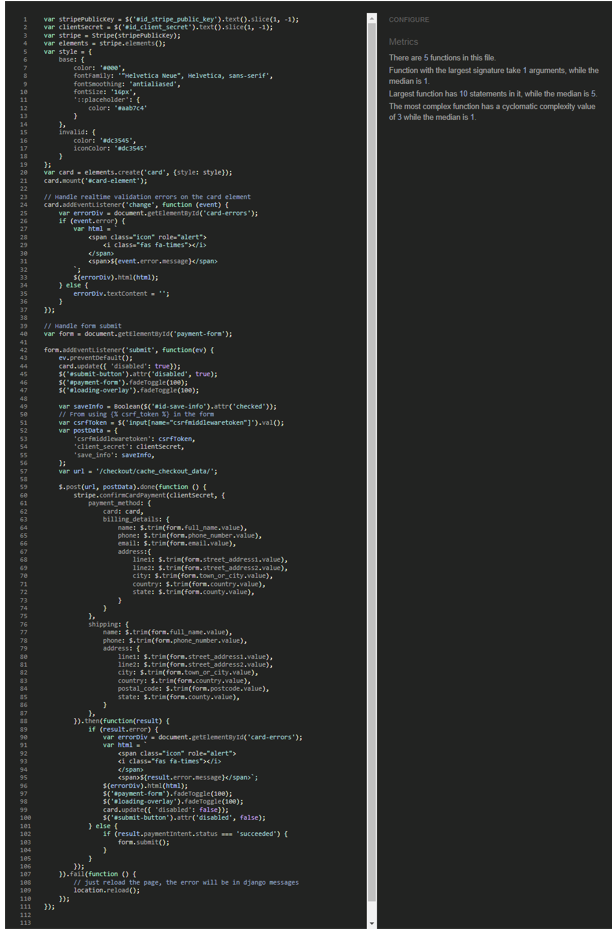 1 var stripePublicKey = $('#id_stripe_public_key').text().slice(1, -1);
2 var clientSecret = $('#id_client_secret').text().slice(1, -1);
3 var stripe = Stripe(stripePublicKey);
4 var elements = stripe.elements();
5 var style = {
6 base: {
7 color: '#000',
8 fontFamily: '"Helvetica Neue", Helvetica, sans-serif',
9 fontSmoothing: 'antialiased',
10 fontSize: '16px',
11 '::placeholder': {
12 color: '#aab7c4'
13 }
14 },
15 invalid: {
16 color: '#dc3545',
17 iconColor: '#dc3545'
18 }
19 };
20 var card = elements.create('card', {style: style});
21 card.mount('#card-element');
22
23 // Handle realtime validation errors on the card element
24 card.addEventListener('change', function (event) {
25 var errorDiv = document.getElementById('card-errors');
26 if (event.error) {
27 var html = `
28 <span class="icon" role="alert">
29 <i class="fas fa-times"></i>
30 </span>
31 <span>${event.error.message}</span>
32 `;
33 $(errorDiv).html(html);
34 } else {
35 errorDiv.textContent = '';
36 }
37 });
38
39 // Handle form submit
40 var form = document.getElementById('payment-form');
41
42 form.addEventListener('submit', function(ev) {
43 ev.preventDefault();
44 card.update({ 'disabled': true});
45 $('#submit-button').attr('disabled', true);
46 $('#payment-form').fadeToggle(100);
47 $('#loading-overlay').fadeToggle(100);
48
49 var saveInfo = Boolean($('#id-save-info').attr('checked'));
50 // From using {% csrf_token %} in the form
51 var csrfToken = $('input[name="csrfmiddlewaretoken"]').val();
52 var postData = {
53 'csrfmiddlewaretoken': csrfToken,
54 'client_secret': clientSecret,
55 'save_info': saveInfo,
56 };
57 var url = '/checkout/cache_checkout_data/';
58
59 $.post(url, postData).done(function () {
60 stripe.confirmCardPayment(clientSecret, {
61 payment_method: {
62 card: card,
63 billing_details: {
64 name: $.trim(form.full_name.value),
65 phone: $.trim(form.phone_number.value),
66 email: $.trim(form.email.value),
67 address:{
68 line1: $.trim(form.street_address1.value),
69 line2: $.trim(form.street_address2.value),
70 city: $.trim(form.town_or_city.value),
71 country: $.trim(form.country.value),
72 state: $.trim(form.county.value),
73 }
74 }
75 },
76 shipping: {
77 name: $.trim(form.full_name.value),
78 phone: $.trim(form.phone_number.value),
79 address: {
80 line1: $.trim(form.street_address1.value),
81 line2: $.trim(form.street_address2.value),
82 city: $.trim(form.town_or_city.value),
83 country: $.trim(form.country.value),
84 postal_code: $.trim(form.postcode.value),
85 state: $.trim(form.county.value),
86 }
87 },
88 }).then(function(result) {
89 if (result.error) {
90 var errorDiv = document.getElementById('card-errors');
91 var html = `
92 <span class="icon" role="alert">
93 <i class="fas fa-times"></i>
94 </span>
95 <span>${result.error.message}</span>`;
96 $(errorDiv).html(html);
97 $('#payment-form').fadeToggle(100);
98 $('#loading-overlay').fadeToggle(100);
99 card.update({ 'disabled': false});
100 $('#submit-button').attr('disabled', false);
101 } else {
102 if (result.paymentIntent.status === 'succeeded') {
103 form.submit();
104 }
105 }
106 });
107 }).fail(function () {
108 // just reload the page, the error will be in django messages
109 location.reload();
110 });
111 });
112
113
CONFIGURE
Metrics
There are 5 functions in this file.
Function with the largest signature take 1 arguments, while the
median is 1.
Largest function has 10 statements in it, while the median is 5.
The most complex function has a cyclomatic complexity value
of 3 while the median is 1.